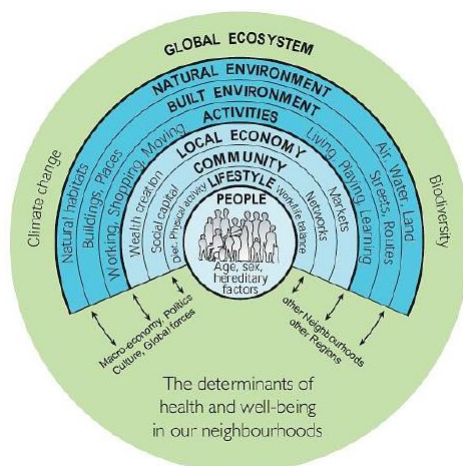 GLOBAL ECOSYSTEM
Climate change
Biodiversity
NATURAL ENVIRONMENT
Natural habitats
Air, Water, Land
BUILT ENVIRONMENT
Buildings, Places
Streets, Routes
ACTIVITIES
Working, Shopping, Moving
Living, Playing, Learning
LOCAL ECONOMY
Wealth creation
Markets
COMMUNITY
Social capital
Networks
LIFESTYLE
Diet, Physical activity
Work/life balance
PEOPLE
Age, sex,
hereditary
factors
Macro-economy, Politics
Culture, Global forces
other Neighbourhoods
other Regions
The determinants of
health and well-being
in our neighbourhoods